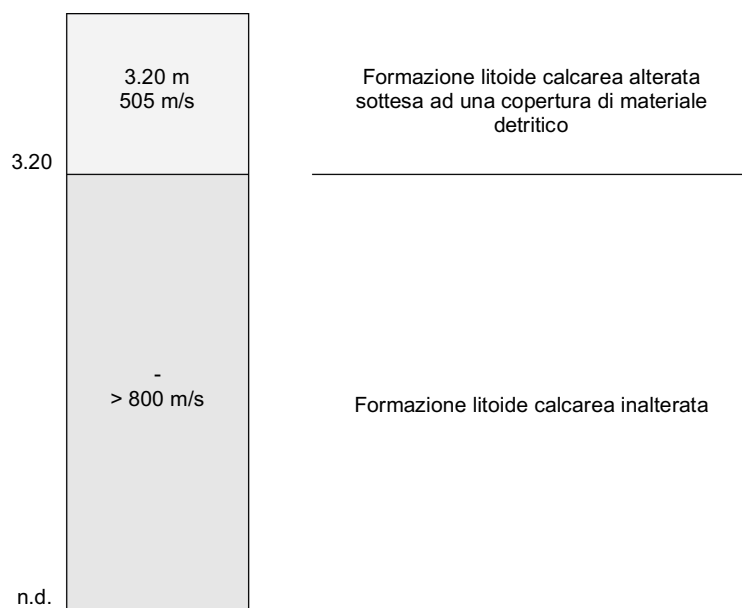 3.20 m
505 m/s
Formazione litoide calcarea alterata
sottesa ad una copertura di materiale
detritico
3.20
-
> 800 m/s
Formazione litoide calcarea inalterata
n.d.